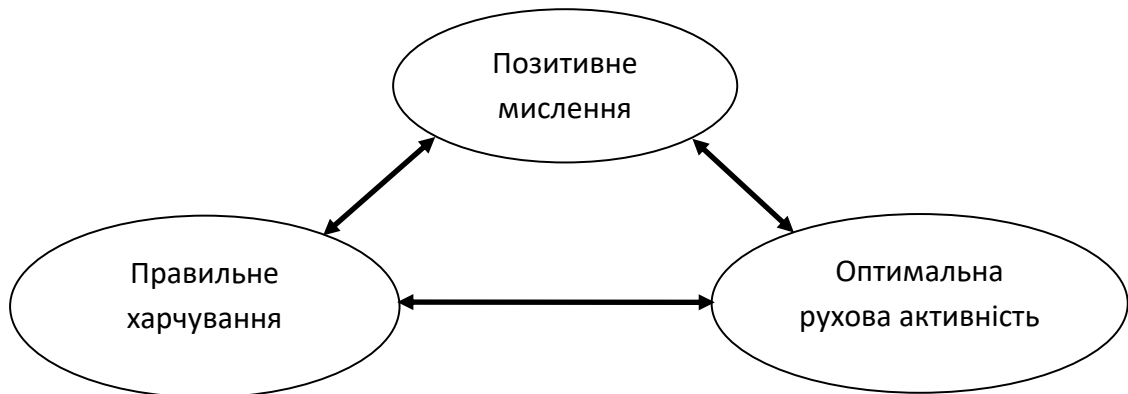 Позитивне
мислення
Правильне
харчування
Оптимальна
рухова активність